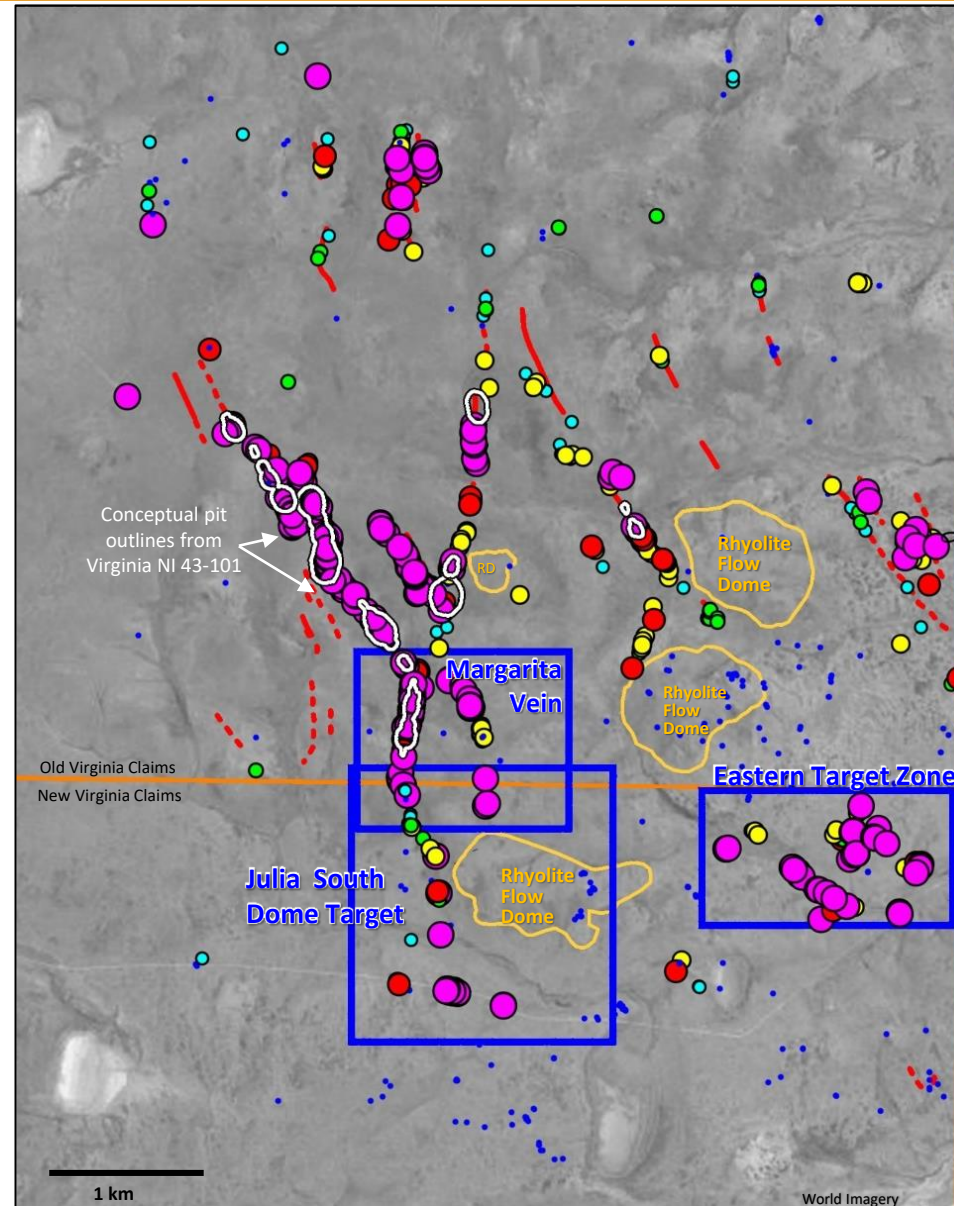 Conceptual pit
outlines from
Virginia NI 43-101
RD
Rhyolite
Flow
Dome
Margarita
Vein
Rhyolite
Flow
Dome
Old Virginia Claims
New Virginia Claims
Eastern Target Zone
Julia South
Dome Target
Rhyolite
Flow
Dome
1 km
World Imagery